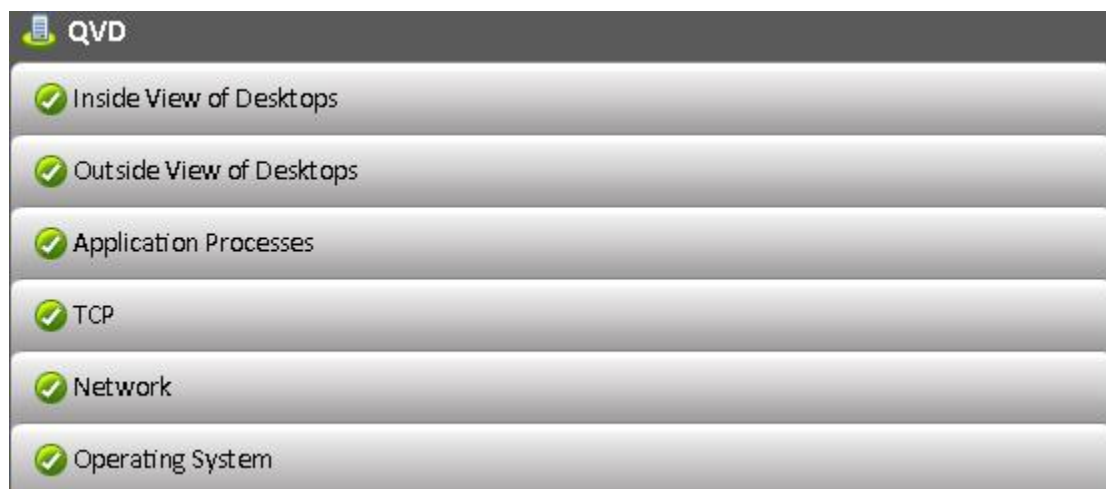 QVD
Inside View of Desktops
Outside View of Desktops
Application Processes
TCP
Network
Operating System